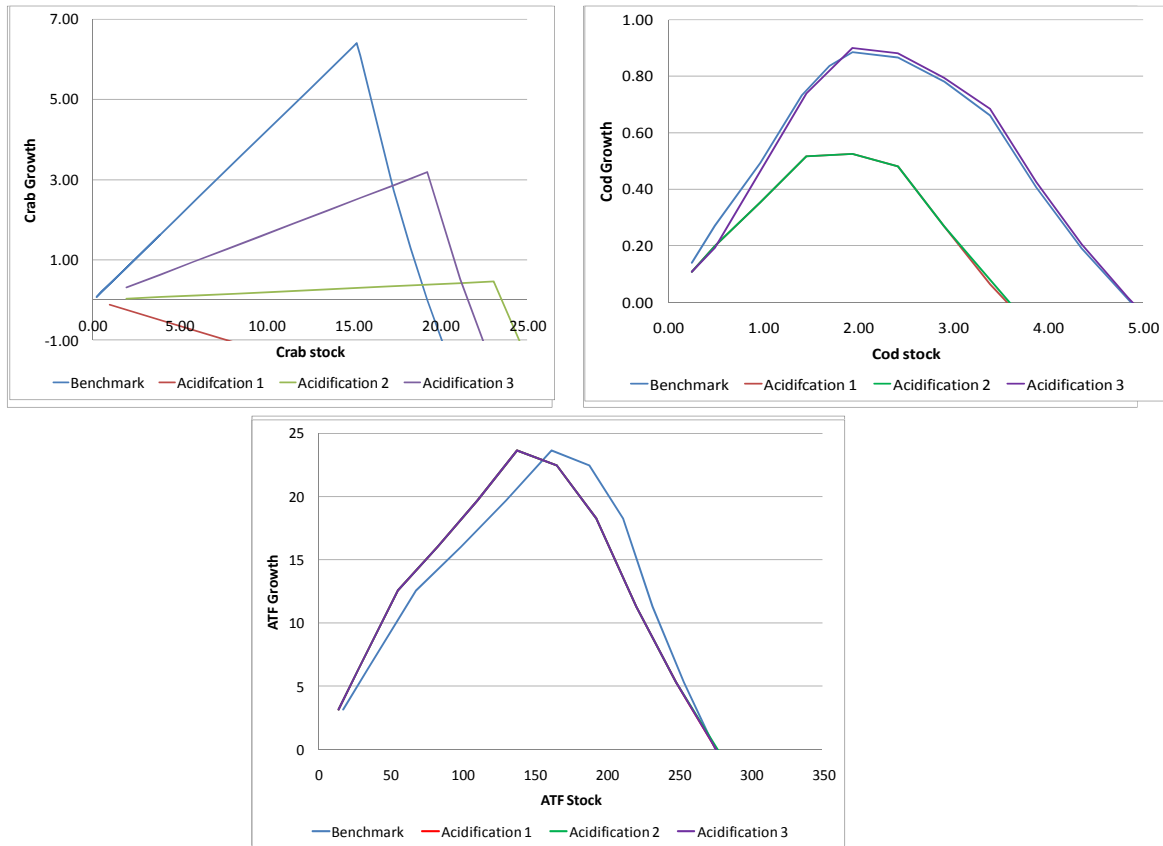 7.00
5.00
3.00
1.00
-1.00
Crab Growth
0.00 5.00 10.00 15.00 20.00 25.00
Crab stock
Benchmark Acidifcation 1 Acidification 2 Acidification 3
1.00
0.80
0.60
0.40
0.20
0.00
Cod Growth
0.00 1.00 2.00 3.00 4.00 5.00
Cod stock
Benchmark Acidifcation 1 Acidification 2 Acidification 3
25
20
15
10
5
0
ATF Growth
0 50 100 150 200 250 300 350
ATF Stock
Benchmark Acidification 1 Acidification 2 Acidification 3